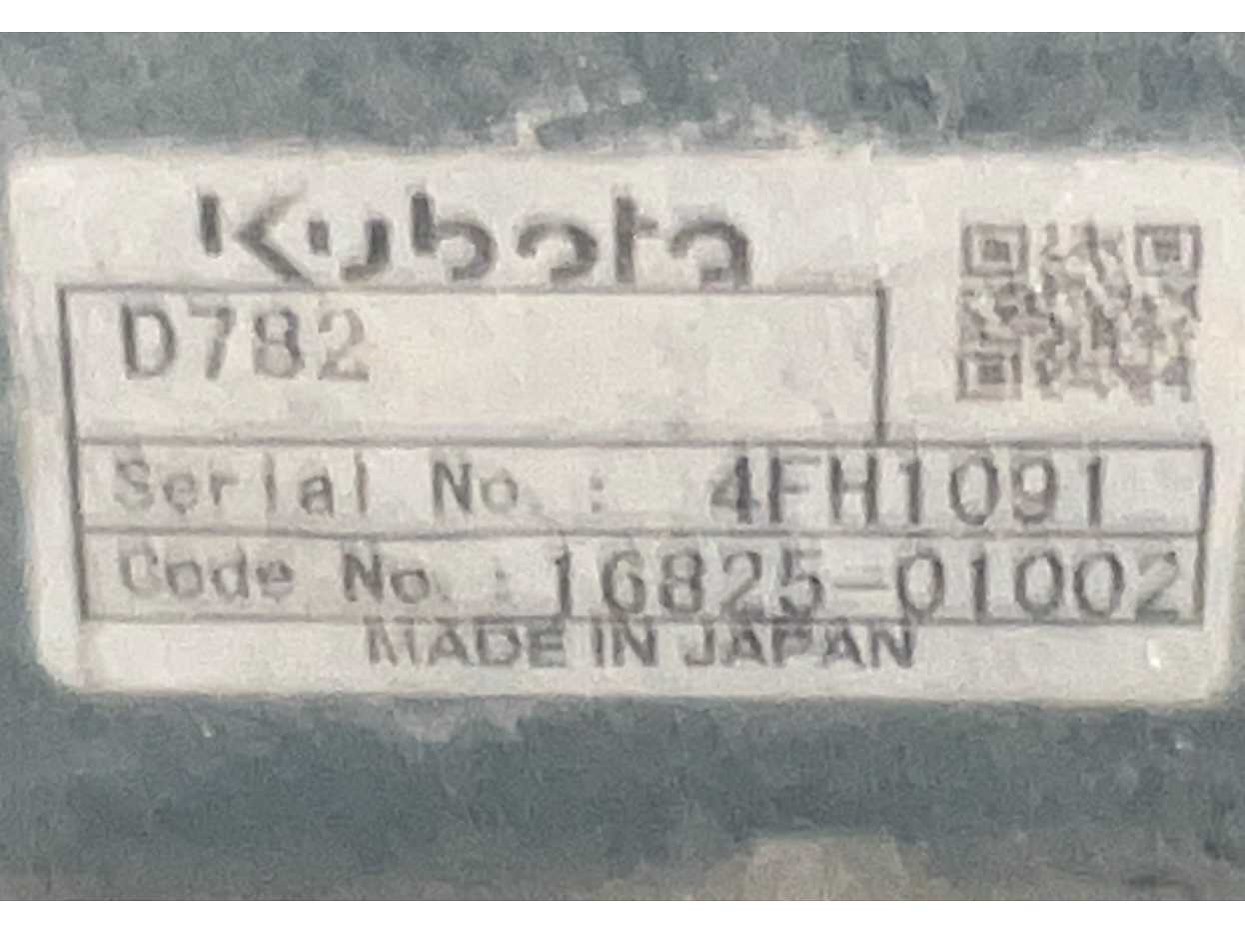 Kubota
D782
Serial No. : 4FH1091
Code No. : 16825-01002
MADE IN JAPAN